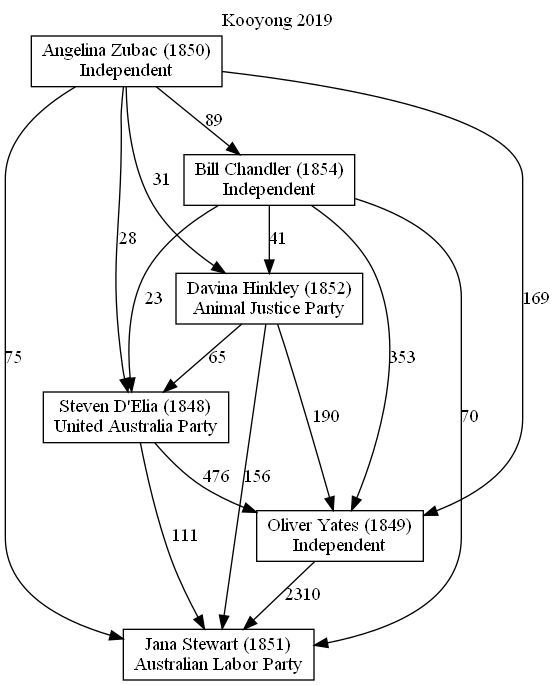 Kooyong 2019
Angelina Zubac (1850)
Independent
89
Bill Chandler (1854)
Independent
31
28
41
Davina Hinkley (1852)
Animal Justice Party
23
169
75
65
353
Steven D'Elia (1848)
United Australia Party
190
70
476
156
Oliver Yates (1849)
Independent
111
2310
Jana Stewart (1851)
Australian Labor Party